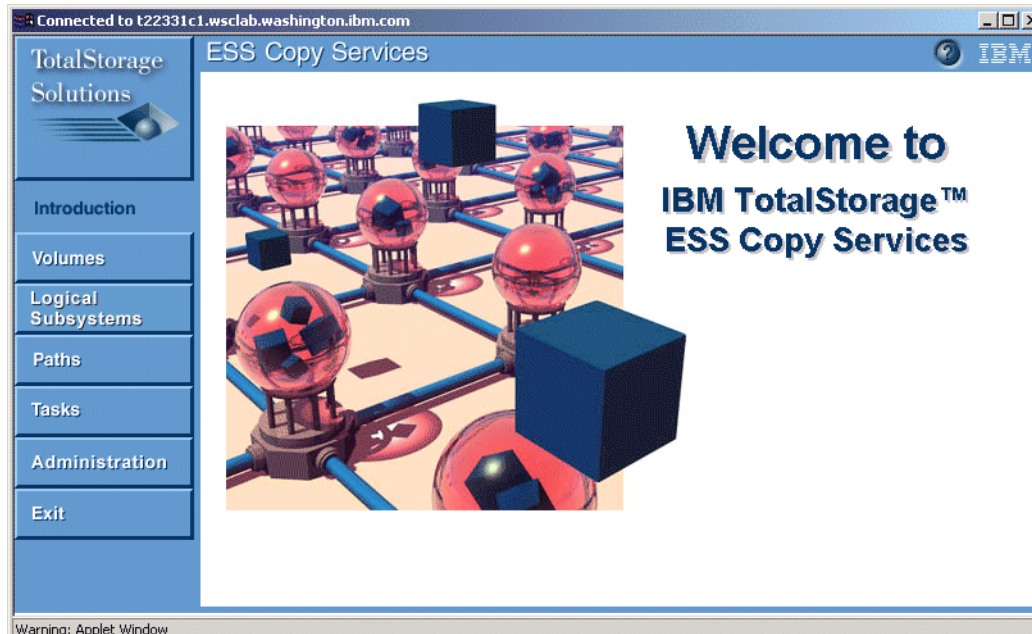 Connected to t22331c1.wsclab.washington.ibm.com
TotalStorage
Solutions
ESS Copy Services
?
IBM
Welcome to
IBM TotalStorage™
ESS Copy Services
Introduction
Volumes
Logical
Subsystems
Paths
Tasks
Administration
Exit
Warning: Applet Window